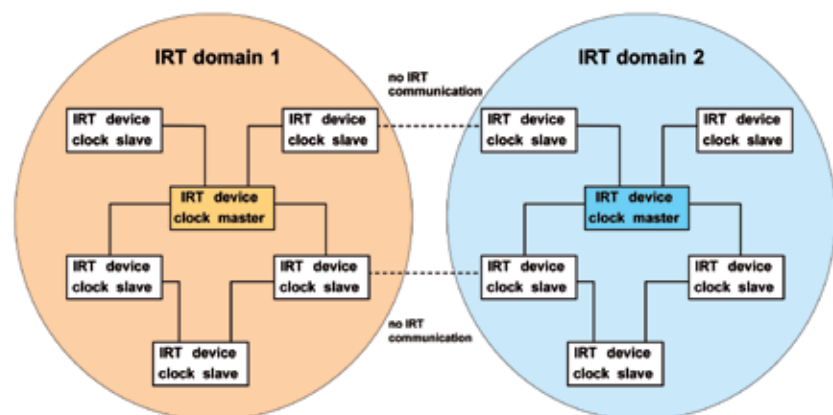 IRT domain 1
IRT domain 2
no IRT
communication
IRT device
clock slave
IRT device
clock slave
IRT device
clock slave
IRT device
clock slave
IRT device
clock master
IRT device
clock master
IRT device
clock slave
IRT device
clock slave
IRT device
clock slave
IRT device
clock slave
no IRT
communication
IRT device
clock slave
IRT device
clock slave